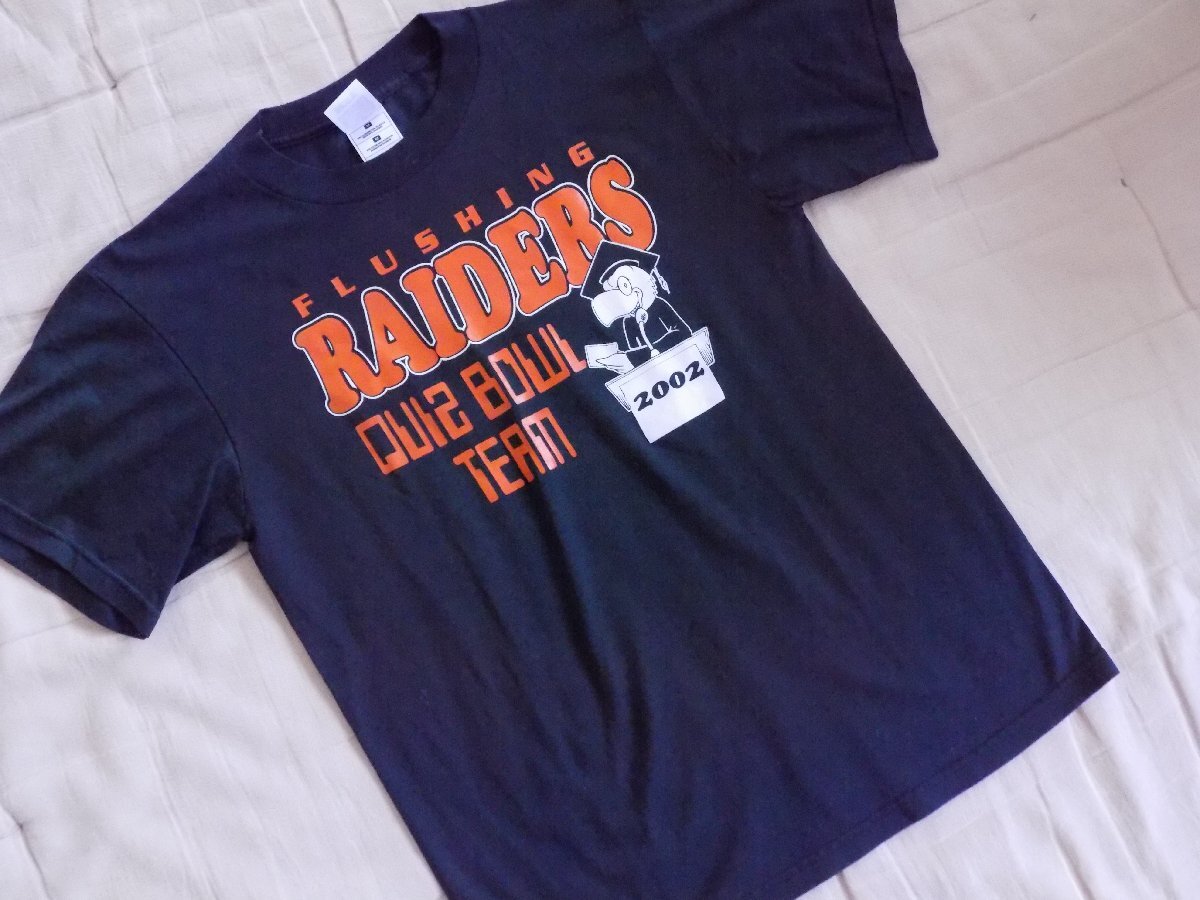 FLUSHING
RAIDERS
QUIZ BOWL
TEAM
2002